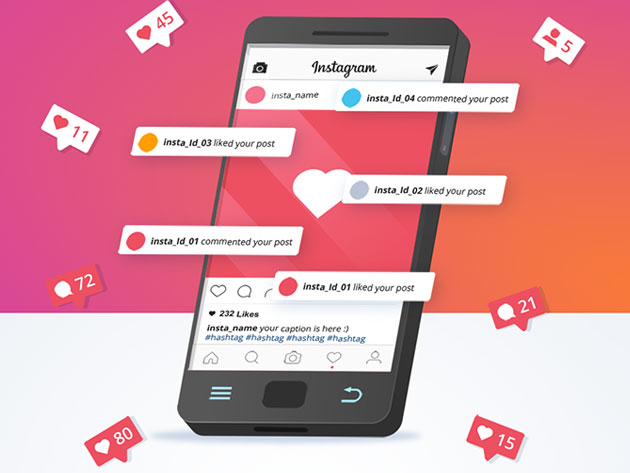 45
5
Instagram
insta_name
insta_Id_04 commented your post
11
insta_Id_03 liked your post
insta_Id_02 liked your post
insta_Id_01 commented your post
72
insta_Id_01 liked your post
21
232 Likes
insta_name your caption is here :)
#hashtag #hashtag #hashtag #hashtag
80
15